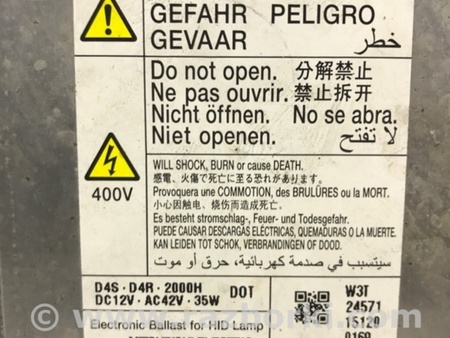 GEFAHR PELIGRO
GEVAAR خطر
Do not open. 分解禁止
Ne pas ouvrir. 禁止拆开
Nicht öffnen. No se abra.
Niet openen. لا تفتح
400V
WILL SHOCK, BURN or cause DEATH.
感電、火傷で死亡に至る恐れがあります。
Provoquera une COMMOTION, des BRULÛRES ou la MORT.
小心因触电、烧伤而造成死亡。
Es besteht stromschlag-, Feuer- und Todesgefahr.
PUEDE CAUSAR DESCARGAS ELÉCTRICAS, QUEMADURAS O LA MUERTE.
KAN LEIDEN TOT SCHOK, VERBRANDINGEN OF DOOD.
سيتسبب في صدمة كهربائية، حرق أو موت
D4S · D4R · 2000H DOT
DC12V · AC42V · 35W
W3T
24571
15120
0169
Electronic Ballast for HID Lamp